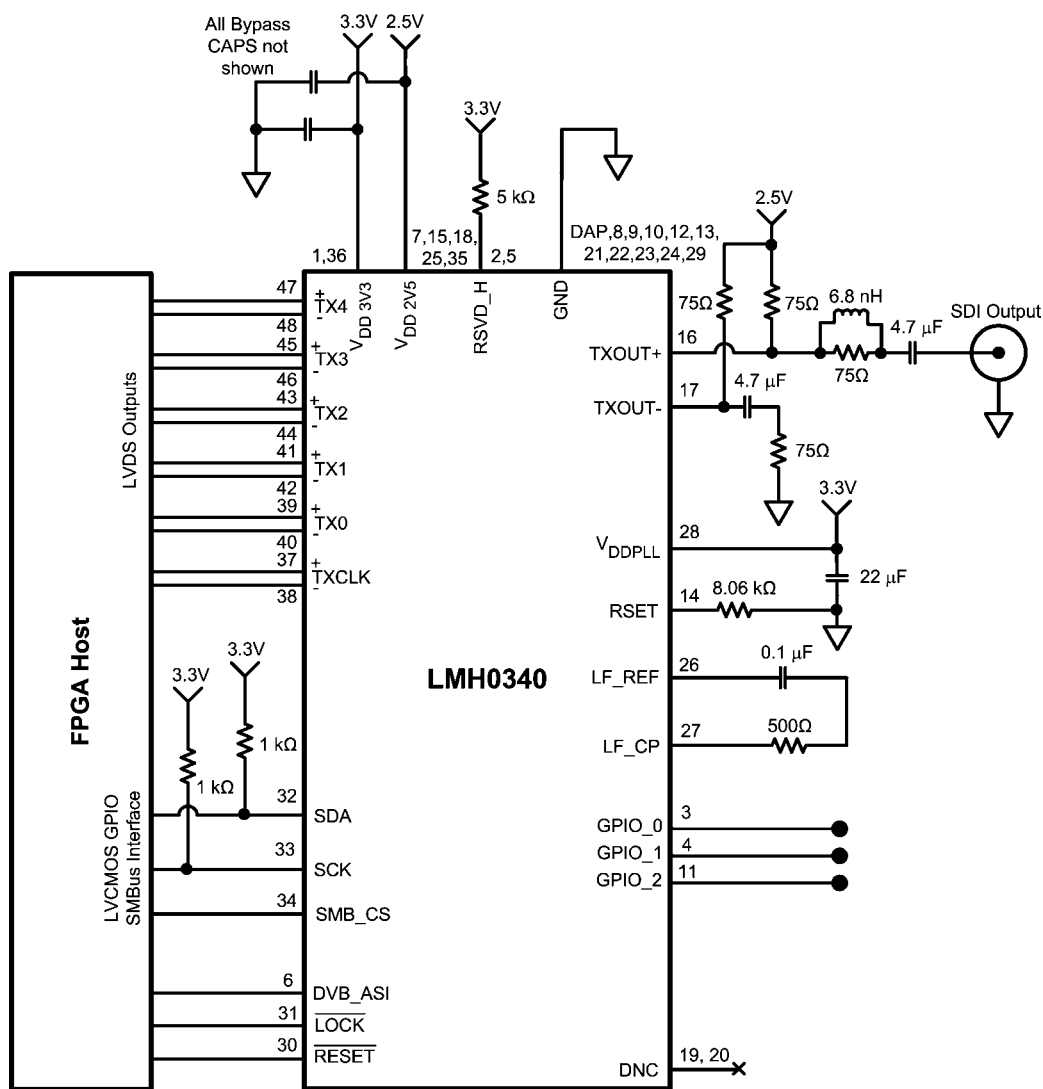 All Bypass
CAPS not
shown
3.3V
2.5V
3.3V
5 kΩ
2.5V
1,36
7,15,18,
25,35
2,5
DAP,8,9,10,12,13,
21,22,23,24,29
VDD 3V3
VDD 2V5
RSVD_H
GND
75Ω
75Ω
6.8 nH
75Ω
4.7 μF
SDI Output
16
TXOUT+
17
TXOUT-
4.7 μF
75Ω
3.3V
28
VDDPLL
22 μF
14
RSET
8.06 kΩ
26
LF_REF
0.1 μF
27
LF_CP
500Ω
3
GPIO_0
4
GPIO_1
11
GPIO_2
19, 20
DNC
LMH0340
FPGA Host
LVDS Outputs
47
+
TX4
-
48
45
+
TX3
-
46
43
+
TX2
-
44
41
+
TX1
-
42
39
+
TX0
-
40
37
+
TXCLK
-
38
3.3V
3.3V
1 kΩ
1 kΩ
LVCMOS GPIO
SMBus Interface
32
SDA
33
SCK
34
SMB_CS
6
DVB_ASI
31
LOCK
30
RESET